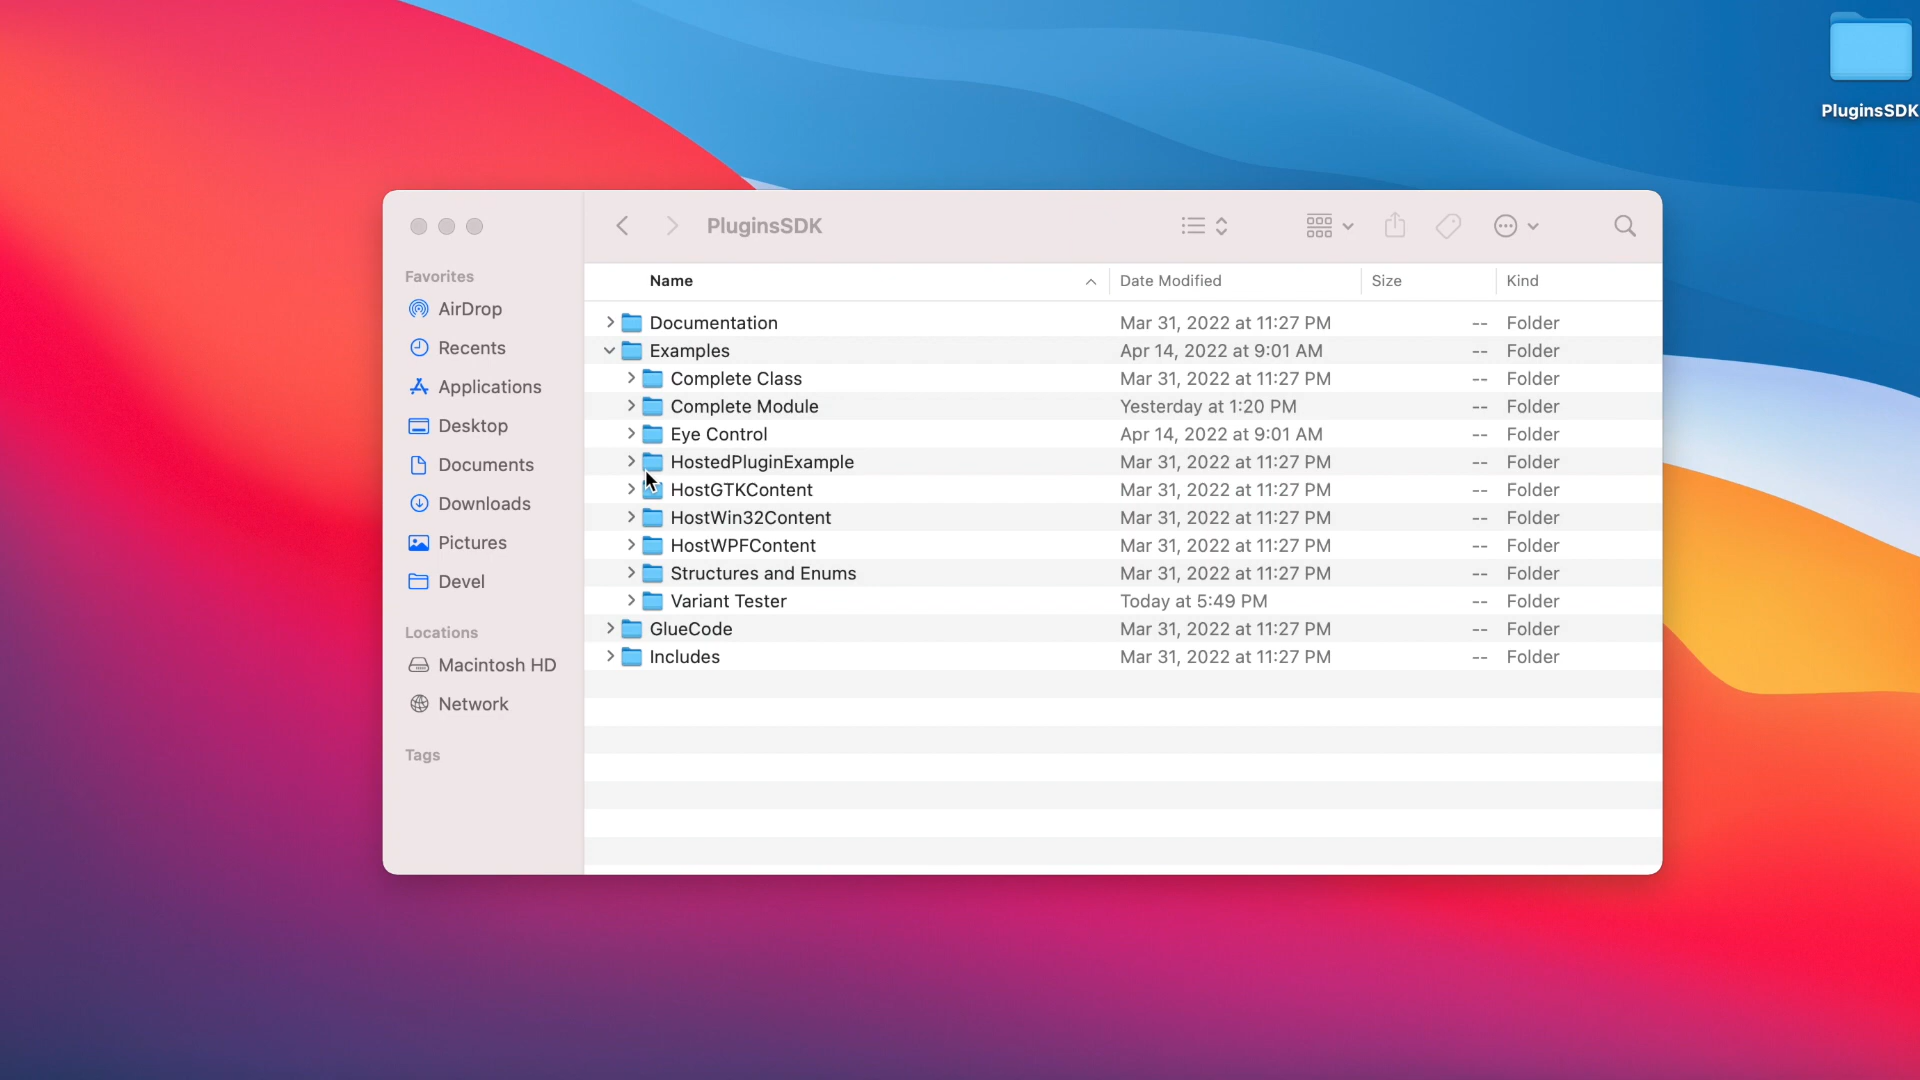 PluginsSDK
PluginsSDK
Favorites
AirDrop
Recents
Applications
Desktop
Documents
Downloads
Pictures
Devel
Locations
Macintosh HD
Network
Tags
Name Date Modified Size Kind
Documentation Mar 31, 2022 at 11:27 PM -- Folder
Examples Apr 14, 2022 at 9:01 AM -- Folder
Complete Class Mar 31, 2022 at 11:27 PM -- Folder
Complete Module Yesterday at 1:20 PM -- Folder
Eye Control Apr 14, 2022 at 9:01 AM -- Folder
HostedPluginExample Mar 31, 2022 at 11:27 PM -- Folder
HostGTKContent Mar 31, 2022 at 11:27 PM -- Folder
HostWin32Content Mar 31, 2022 at 11:27 PM -- Folder
HostWPFContent Mar 31, 2022 at 11:27 PM -- Folder
Structures and Enums Mar 31, 2022 at 11:27 PM -- Folder
Variant Tester Today at 5:49 PM -- Folder
GlueCode Mar 31, 2022 at 11:27 PM -- Folder
Includes Mar 31, 2022 at 11:27 PM -- Folder